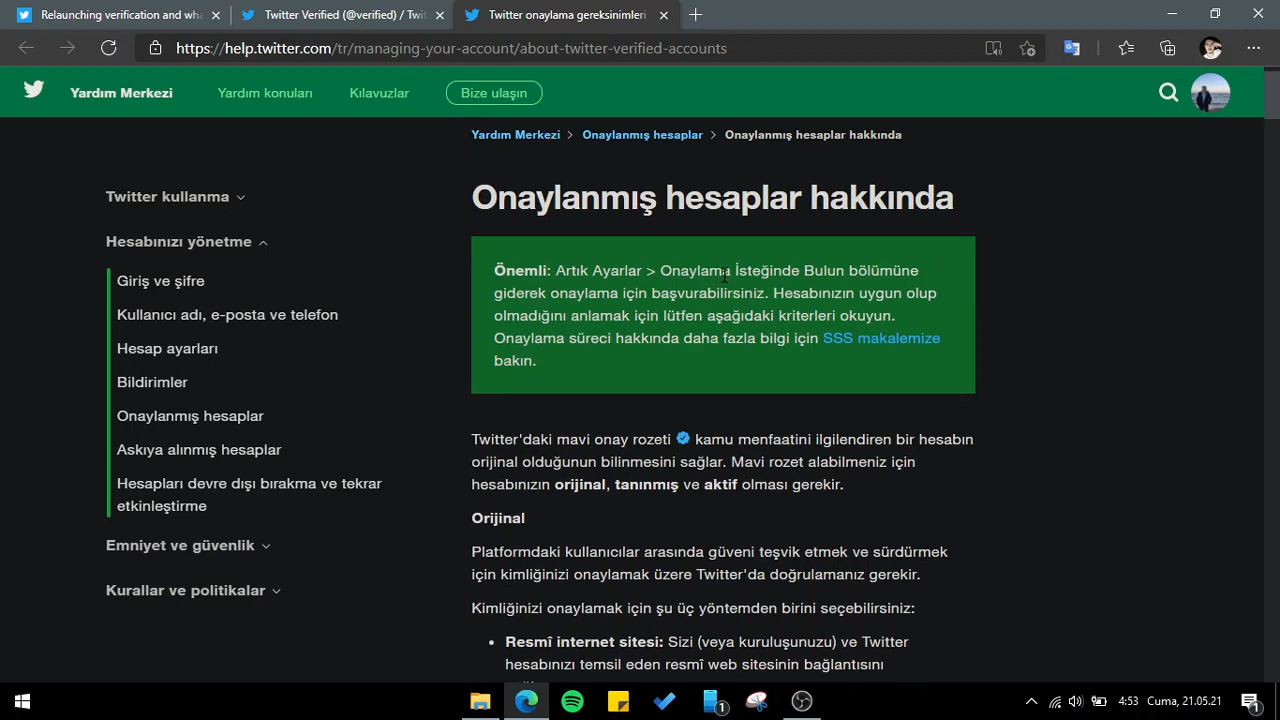 Relaunching verification and wha
Twitter Verified (@verified) / Twitt
Twitter onaylama gereksinimleri
https://help.twitter.com/tr/managing-your-account/about-twitter-verified-accounts
Yardım Merkezi
Yardım konuları
Kılavuzlar
Bize ulaşın
Yardım Merkezi > Onaylanmış hesaplar > Onaylanmış hesaplar hakkında
Twitter kullanma
Hesabınızı yönetme
Giriş ve şifre
Kullanıcı adı, e-posta ve telefon
Hesap ayarları
Bildirimler
Onaylanmış hesaplar
Askıya alınmış hesaplar
Hesapları devre dışı bırakma ve tekrar
etkinleştirme
Emniyet ve güvenlik
Kurallar ve politikalar
Onaylanmış hesaplar hakkında
Önemli: Artık Ayarlar > Onaylama İsteğinde Bulun bölümüne
giderek onaylama için başvurabilirsiniz. Hesabınızın uygun olup
olmadığını anlamak için lütfen aşağıdaki kriterleri okuyun.
Onaylama süreci hakkında daha fazla bilgi için SSS makalemize
bakın.
Twitter'daki mavi onay rozeti kamu menfaatini ilgilendiren bir hesabın
orijinal olduğunun bilinmesini sağlar. Mavi rozet alabilmeniz için
hesabınızın orijinal, tanınmış ve aktif olması gerekir.
Orijinal
Platformdaki kullanıcılar arasında güveni teşvik etmek ve sürdürmek
için kimliğinizi onaylamak üzere Twitter'da doğrulamanız gerekir.
Kimliğinizi onaylamak için şu üç yöntemden birini seçebilirsiniz:
• Resmî internet sitesi: Sizi (veya kuruluşunuzu) ve Twitter
hesabınızı temsil eden resmî web sitesinin bağlantısını
1
4:53
Cuma, 21.05.21
1